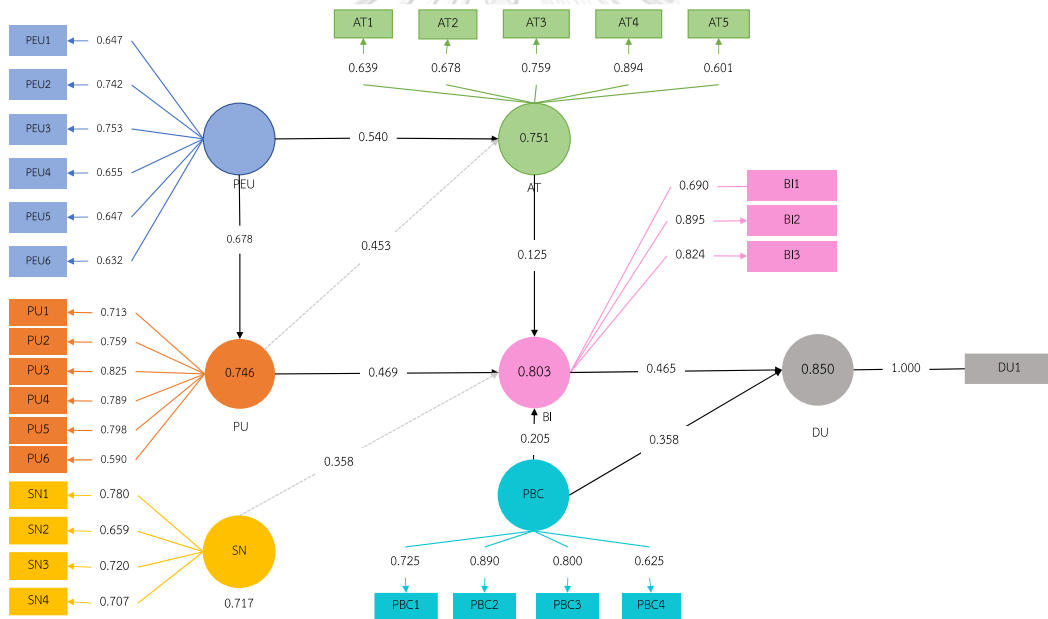 AT1 AT2 AT3 AT4 AT5
0.639 0.678 0.759 0.894 0.601
PEU1 0.647
PEU2 0.742
PEU3 0.753
PEU4 0.655
PEU5 0.647
PEU6 0.632
PEU
0.540
0.751
AT
0.678
0.453
0.125
0.690 BI1
0.895 BI2
0.824 BI3
PU1 0.713
PU2 0.759
PU3 0.825
PU4 0.789
PU5 0.798
PU6 0.590
0.746
PU
0.469
0.803
BI
0.465
0.850
DU
1.000
DU1
0.205
0.358
0.358
SN1 0.780
SN2 0.659
SN3 0.720
SN4 0.707
SN
0.717
PBC
0.725 0.890 0.800 0.625
PBC1 PBC2 PBC3 PBC4